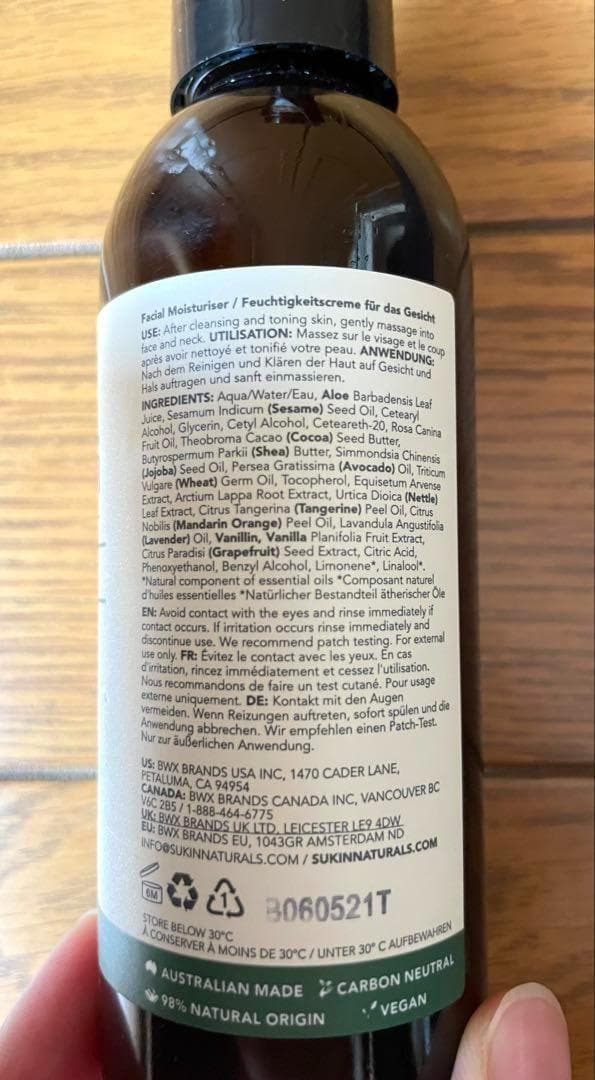 Facial Moisturiser / Feuchtigkeitscreme für das Gesicht
USE: After cleansing and toning skin, gently massage into
face and neck. UTILISATION: Massez sur le visage et le coup
après avoir nettoyé et tonifié votre peau. ANWENDUNG:
Nach dem Reinigen und Klären der Haut auf Gesicht und
Hals auftragen und sanft einmassieren.
INGREDIENTS: Aqua/Water/Eau, Aloe Barbadensis Leaf
Juice, Sesamum Indicum (Sesame) Seed Oil, Cetearyl
Alcohol, Glycerin, Cetyl Alcohol, Ceteareth-20, Rosa Canina
Fruit Oil, Theobroma Cacao (Cocoa) Seed Butter,
Butyrospermum Parkii (Shea) Butter, Simmondsia Chinensis
(Jojoba) Seed Oil, Persea Gratissima (Avocado) Oil, Triticum
Vulgare (Wheat) Germ Oil, Tocopherol, Equisetum Arvense
Extract, Arctium Lappa Root Extract, Urtica Dioica (Nettle)
Leaf Extract, Citrus Tangerina (Tangerine) Peel Oil, Citrus
Nobilis (Mandarin Orange) Peel Oil, Lavandula Angustifolia
(Lavender) Oil, Vanillin, Vanilla Planifolia Fruit Extract,
Citrus Paradisi (Grapefruit) Seed Extract, Citric Acid,
Phenoxyethanol, Benzyl Alcohol, Limonene*, Linalool*.
*Natural component of essential oils *Composant naturel
d'huiles essentielles *Natürlicher Bestandteil ätherischer Öle
EN: Avoid contact with the eyes and rinse immediately if
contact occurs. If irritation occurs rinse immediately and
discontinue use. We recommend patch testing. For external
use only. FR: Évitez le contact avec les yeux. En cas
d'irritation, rincez immédiatement et cessez l'utilisation.
Nous recommandons de faire un test cutané. Pour usage
externe uniquement. DE: Kontakt mit den Augen
vermeiden. Wenn Reizungen auftreten, sofort spülen und die
Anwendung abbrechen. Wir empfehlen einen Patch-Test.
Nur zur äußerlichen Anwendung.
US: BWX BRANDS USA INC, 1470 CADER LANE,
PETALUMA, CA 94954
CANADA: BWX BRANDS CANADA INC, VANCOUVER BC
V6C 2B5 / 1-888-464-6775
UK: BWX BRANDS UK LTD, LEICESTER LE9 4DW
EU: BWX BRANDS EU, 1043GR AMSTERDAM ND
INFO@SUKINNATURALS.COM / SUKINNATURALS.COM
6M 1 B060521T
STORE BELOW 30°C
À CONSERVER À MOINS DE 30°C / UNTER 30° C AUFBEWAHREN
AUSTRALIAN MADE CARBON NEUTRAL
98% NATURAL ORIGIN VEGAN